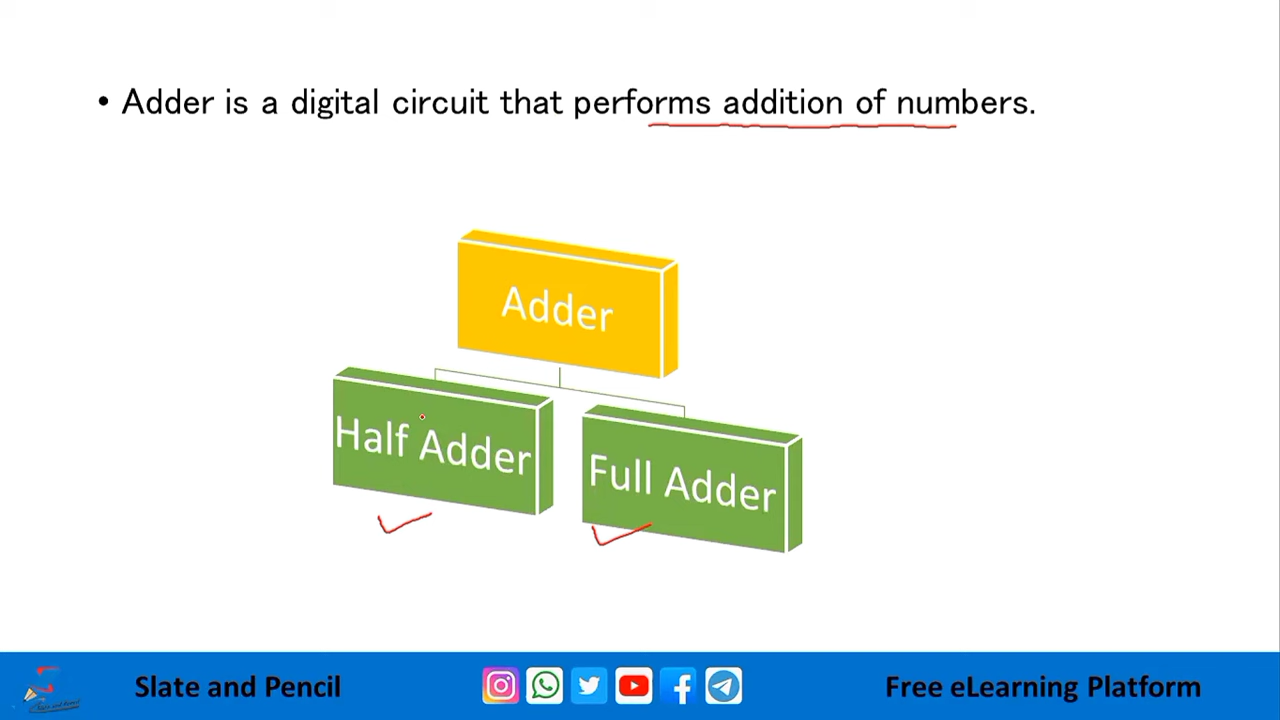 • Adder is a digital circuit that performs addition of numbers.
Adder
Half Adder
Full Adder
Slate and Pencil
Free eLearning Platform